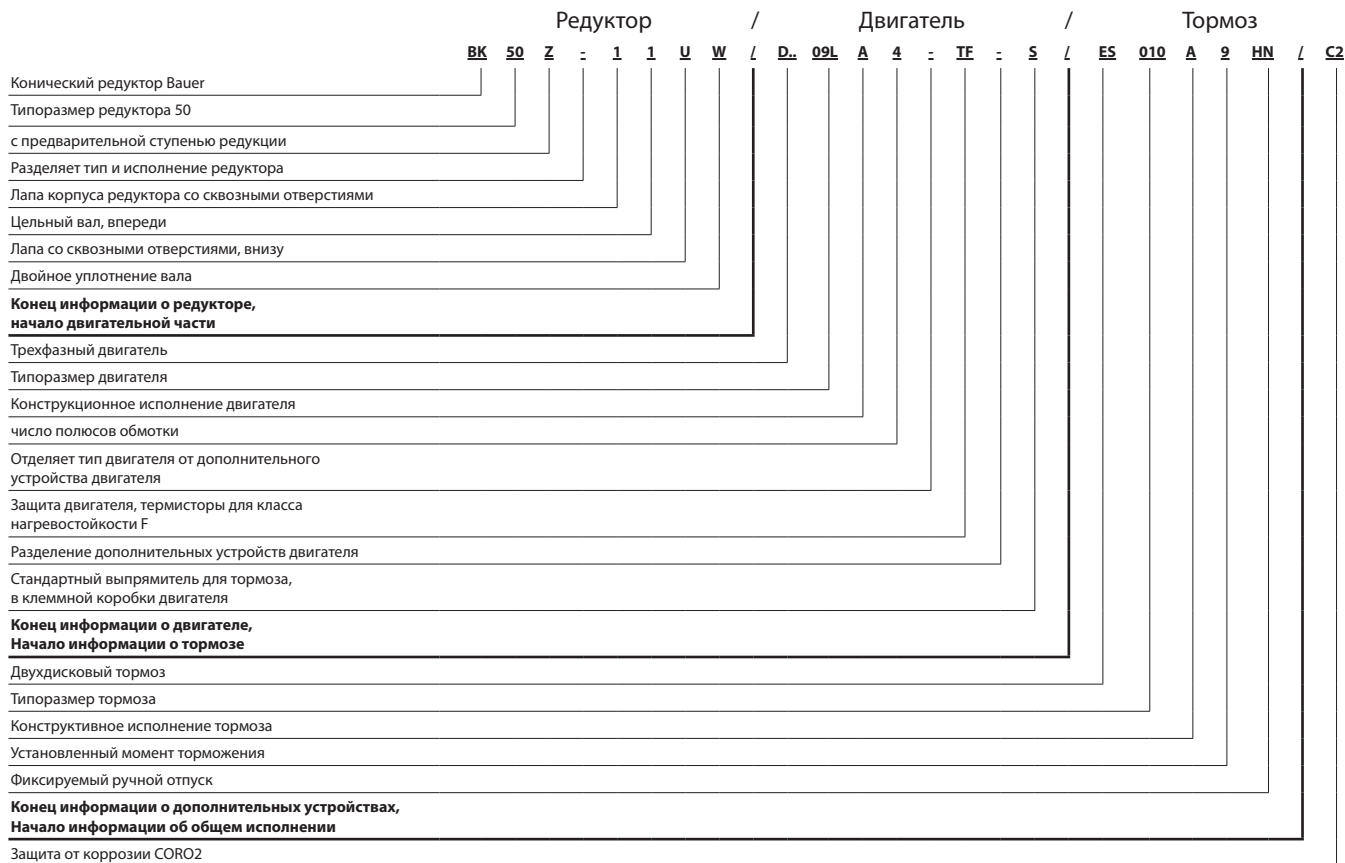 Редуктор / Двигатель / Тормоз
BK 50 Z - 1 1 U W / D.. 09L A 4 - TF - S / ES 010 A 9 HN / C2
Конический редуктор Bauer
Типоразмер редуктора 50
с предварительной ступенью редукции
Разделяет тип и исполнение редуктора
Лапа корпуса редуктора со сквозными отверстиями
Цельный вал, впереди
Лапа со сквозными отверстиями, внизу
Двойное уплотнение вала
Конец информации о редукторе,
начало двигательной части
Трехфазный двигатель
Типоразмер двигателя
Конструкционное исполнение двигателя
число полюсов обмотки
Отделяет тип двигателя от дополнительного
устройства двигателя
Защита двигателя, термисторы для класса
нагревостойкости F
Разделение дополнительных устройств двигателя
Стандартный выпрямитель для тормоза,
в клеммной коробки двигателя
Конец информации о двигателе,
Начало информации о тормозе
Двухдисковый тормоз
Типоразмер тормоза
Конструктивное исполнение тормоза
Установленный момент торможения
Фиксируемый ручной отпуск
Конец информации о дополнительных устройствах,
Начало информации об общем исполнении
Защита от коррозии CORO2